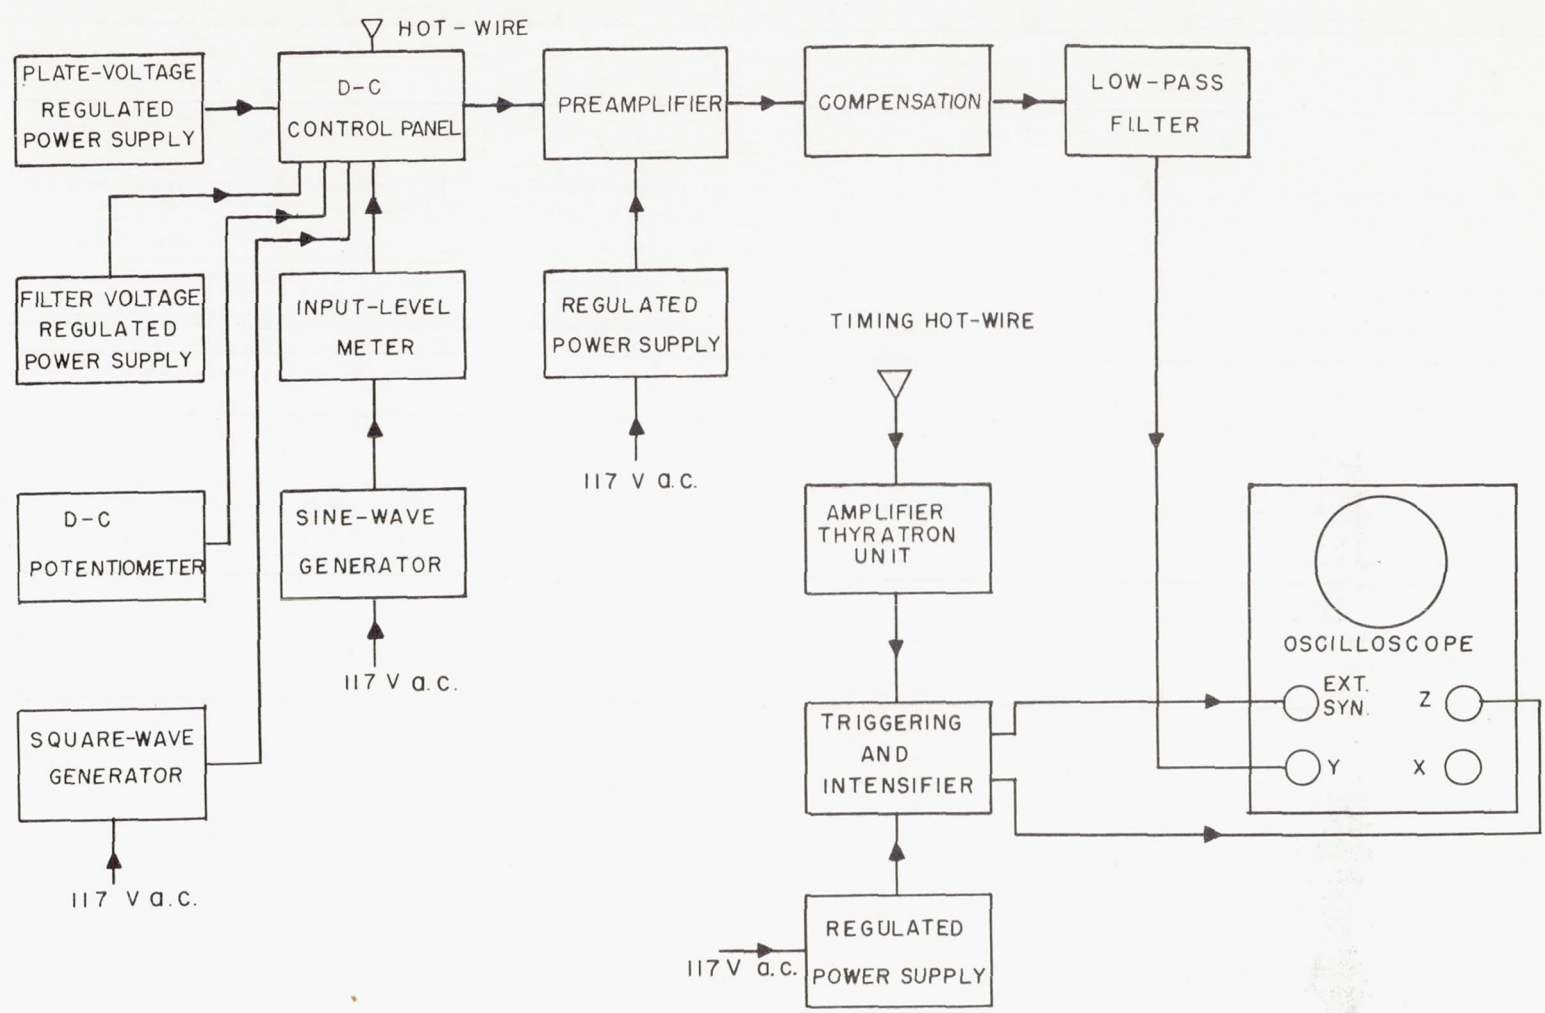 HOT-WIRE
PLATE-VOLTAGE
REGULATED
POWER SUPPLY
D-C
CONTROL PANEL
PREAMPLIFIER
COMPENSATION
LOW-PASS
FILTER
FILTER VOLTAGE
REGULATED
POWER SUPPLY
INPUT-LEVEL
METER
REGULATED
POWER SUPPLY
117 V a.c.
TIMING HOT-WIRE
D-C
POTENTIOMETER
SINE-WAVE
GENERATOR
117 V a.c.
AMPLIFIER
THYRATRON
UNIT
OSCILLOSCOPE
EXT.
SYN.
Z
Y
X
SQUARE-WAVE
GENERATOR
117 V a.c.
TRIGGERING
AND
INTENSIFIER
REGULATED
POWER SUPPLY
117 V a.c.